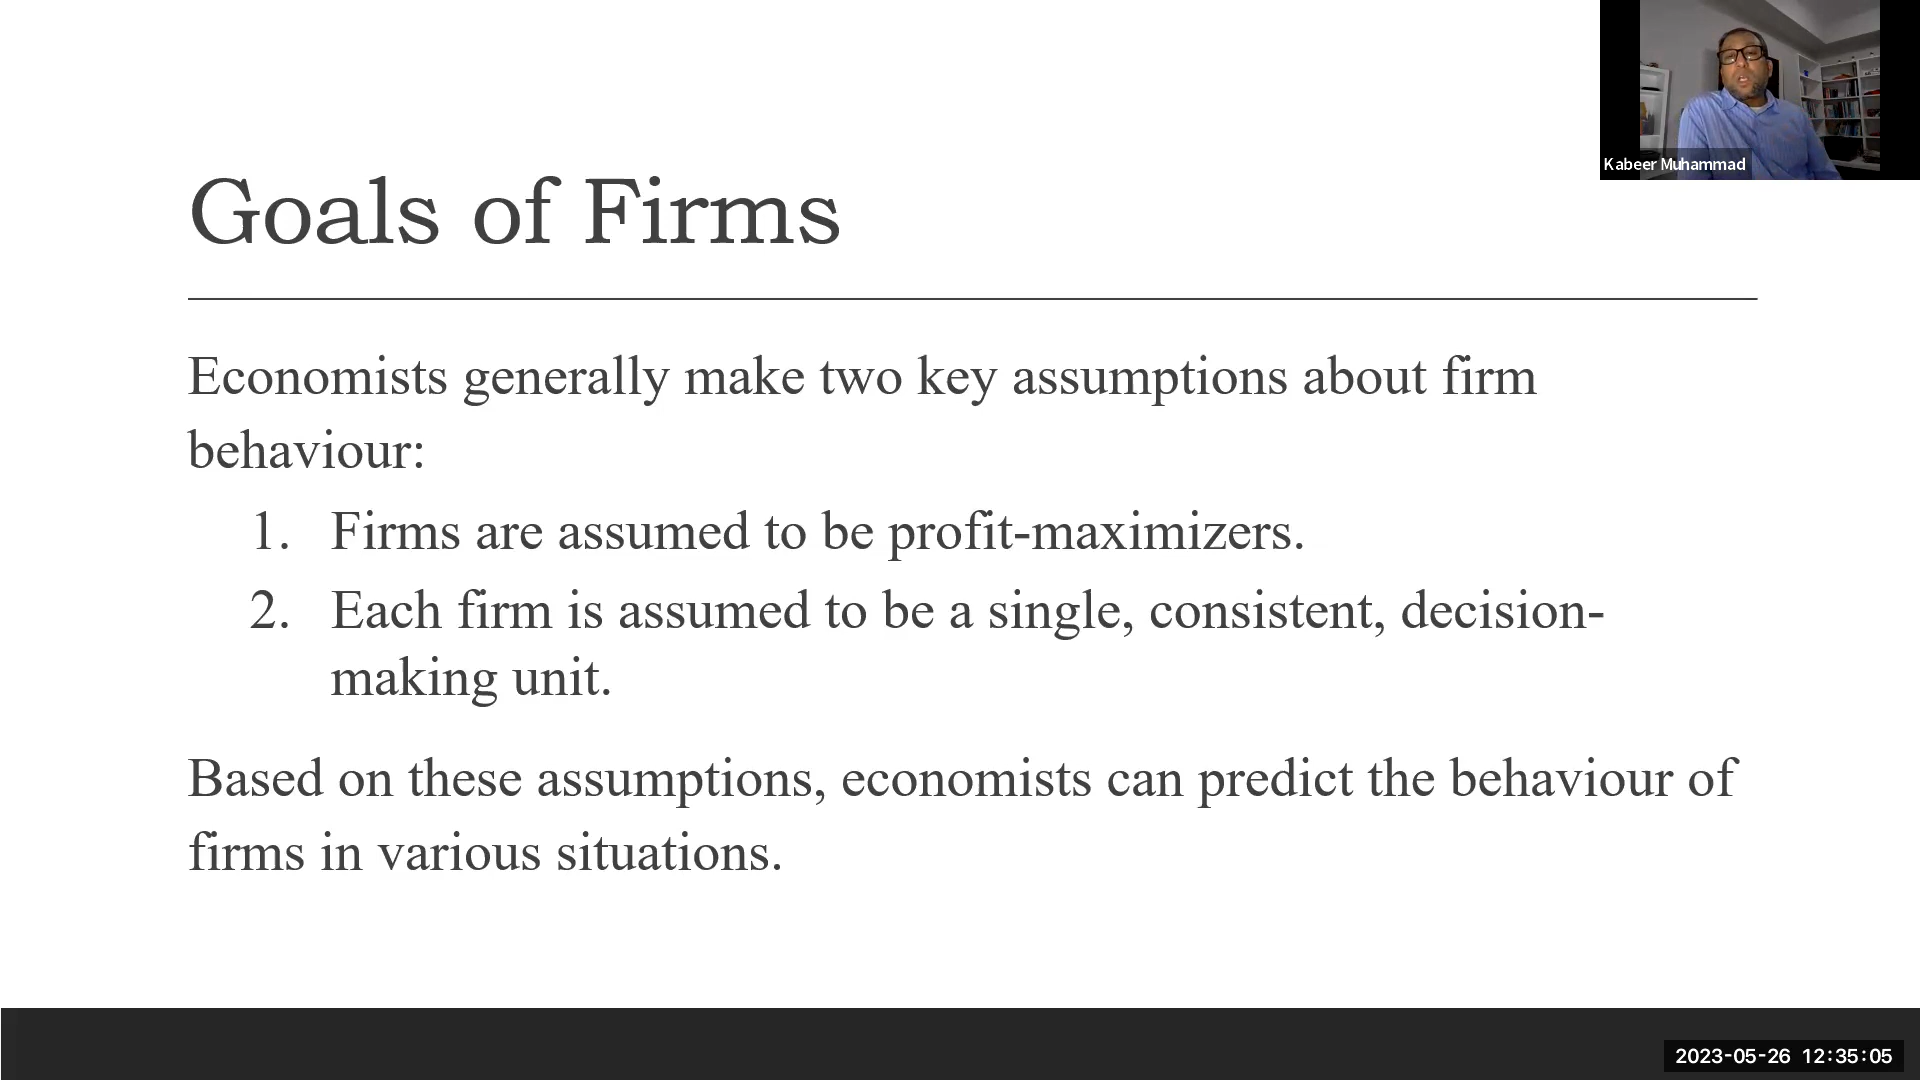 Kabeer Muhammad
Goals of Firms
Economists generally make two key assumptions about firm
behaviour:
1. Firms are assumed to be profit-maximizers.
2. Each firm is assumed to be a single, consistent, decision-
making unit.
Based on these assumptions, economists can predict the behaviour of
firms in various situations.
2023-05-26 12:35:05